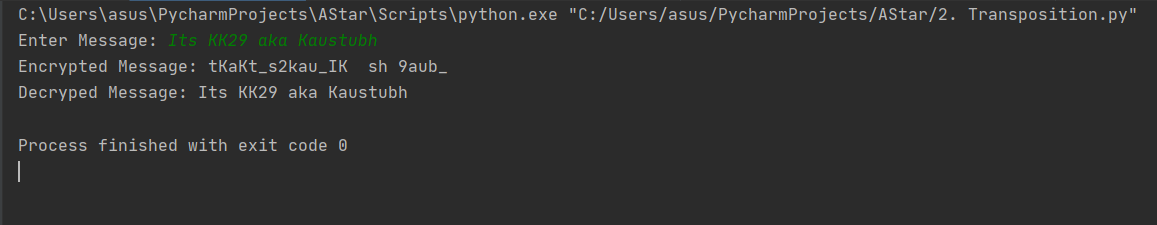 C:\Users\asus\PycharmProjects\AStar\Scripts\python.exe "C:/Users/asus/PycharmProjects/AStar/2. Transposition.py"
Enter Message: Its KK29 aka Kaustubh
Encrypted Message: tKaKt_s2kau_IK  sh 9aub_
Decryped Message: Its KK29 aka Kaustubh
Process finished with exit code 0